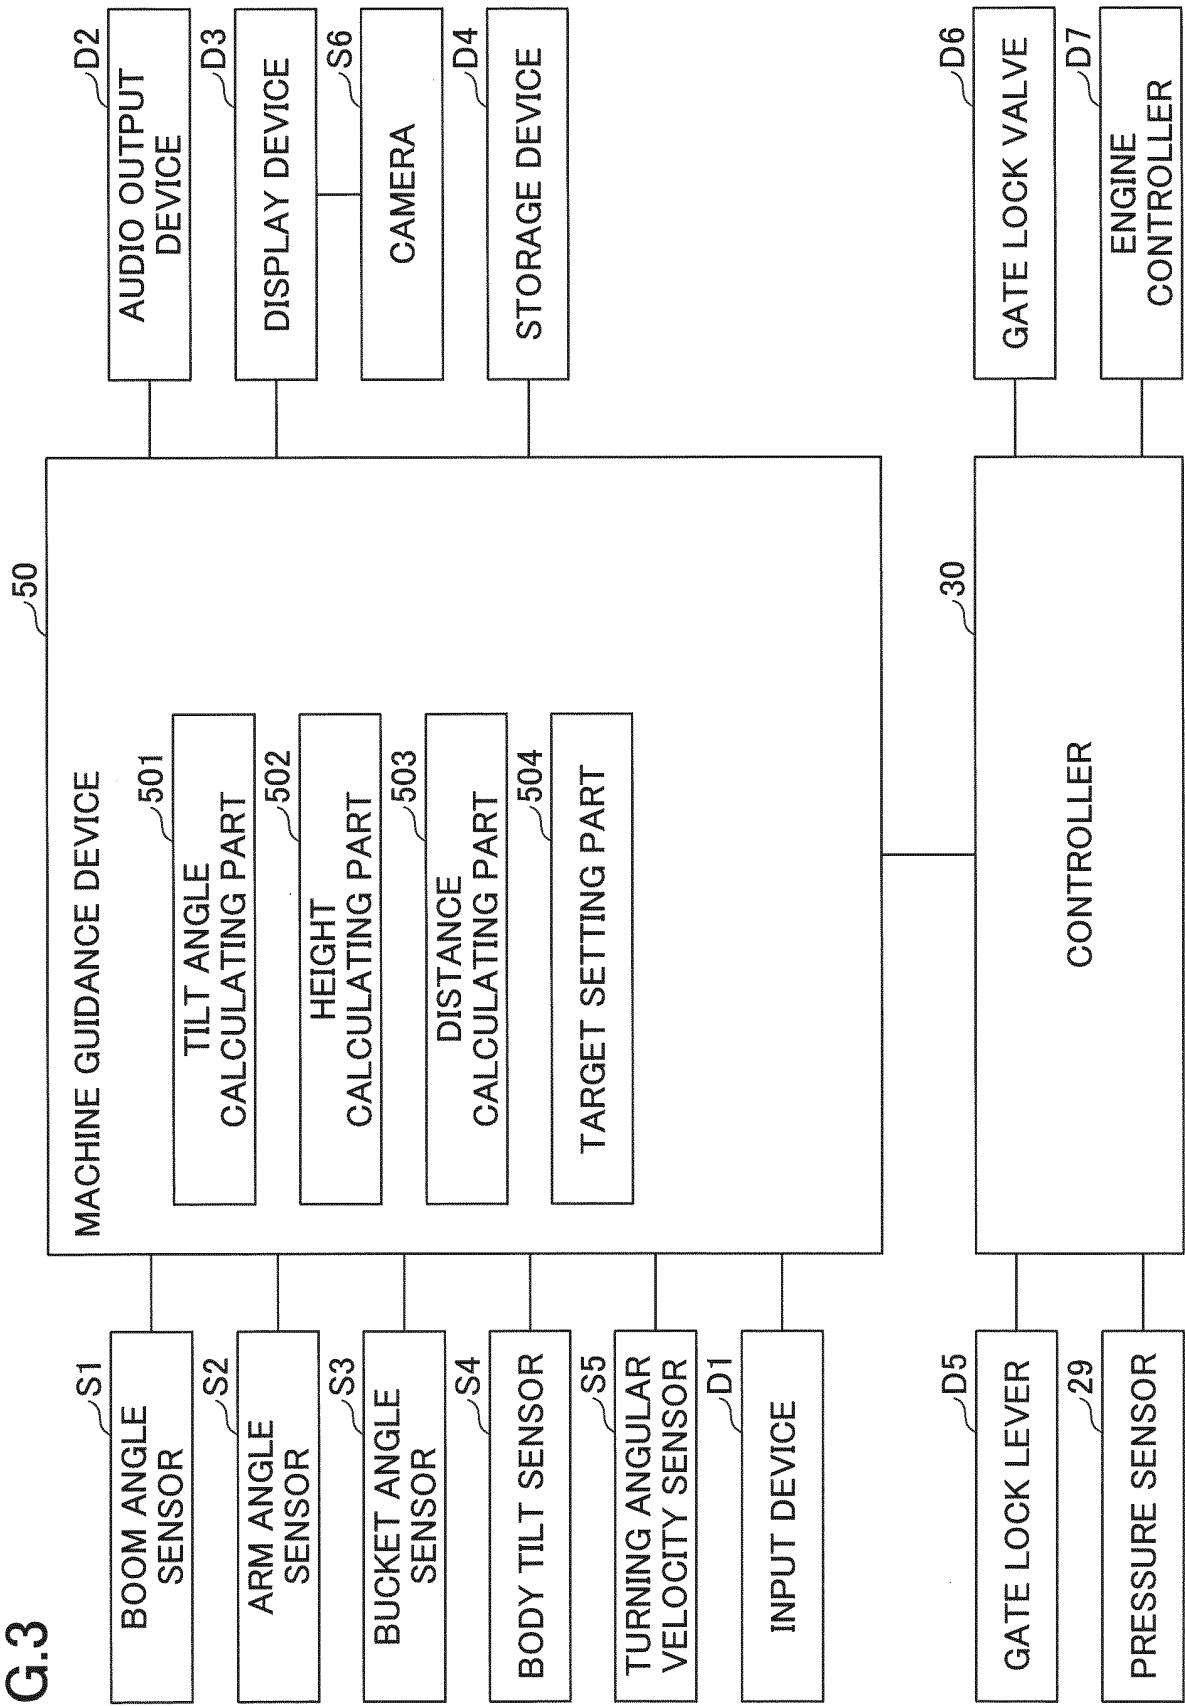 G.3
S1
BOOM ANGLE
SENSOR
S2
ARM ANGLE
SENSOR
S3
BUCKET ANGLE
SENSOR
S4
BODY TILT SENSOR
S5
TURNING ANGULAR
VELOCITY SENSOR
D1
INPUT DEVICE
D5
GATE LOCK LEVER
29
PRESSURE SENSOR
50
MACHINE GUIDANCE DEVICE
501
TILT ANGLE
CALCULATING PART
502
HEIGHT
CALCULATING PART
503
DISTANCE
CALCULATING PART
504
TARGET SETTING PART
30
CONTROLLER
D2
AUDIO OUTPUT
DEVICE
D3
DISPLAY DEVICE
S6
CAMERA
D4
STORAGE DEVICE
D6
GATE LOCK VALVE
D7
ENGINE
CONTROLLER